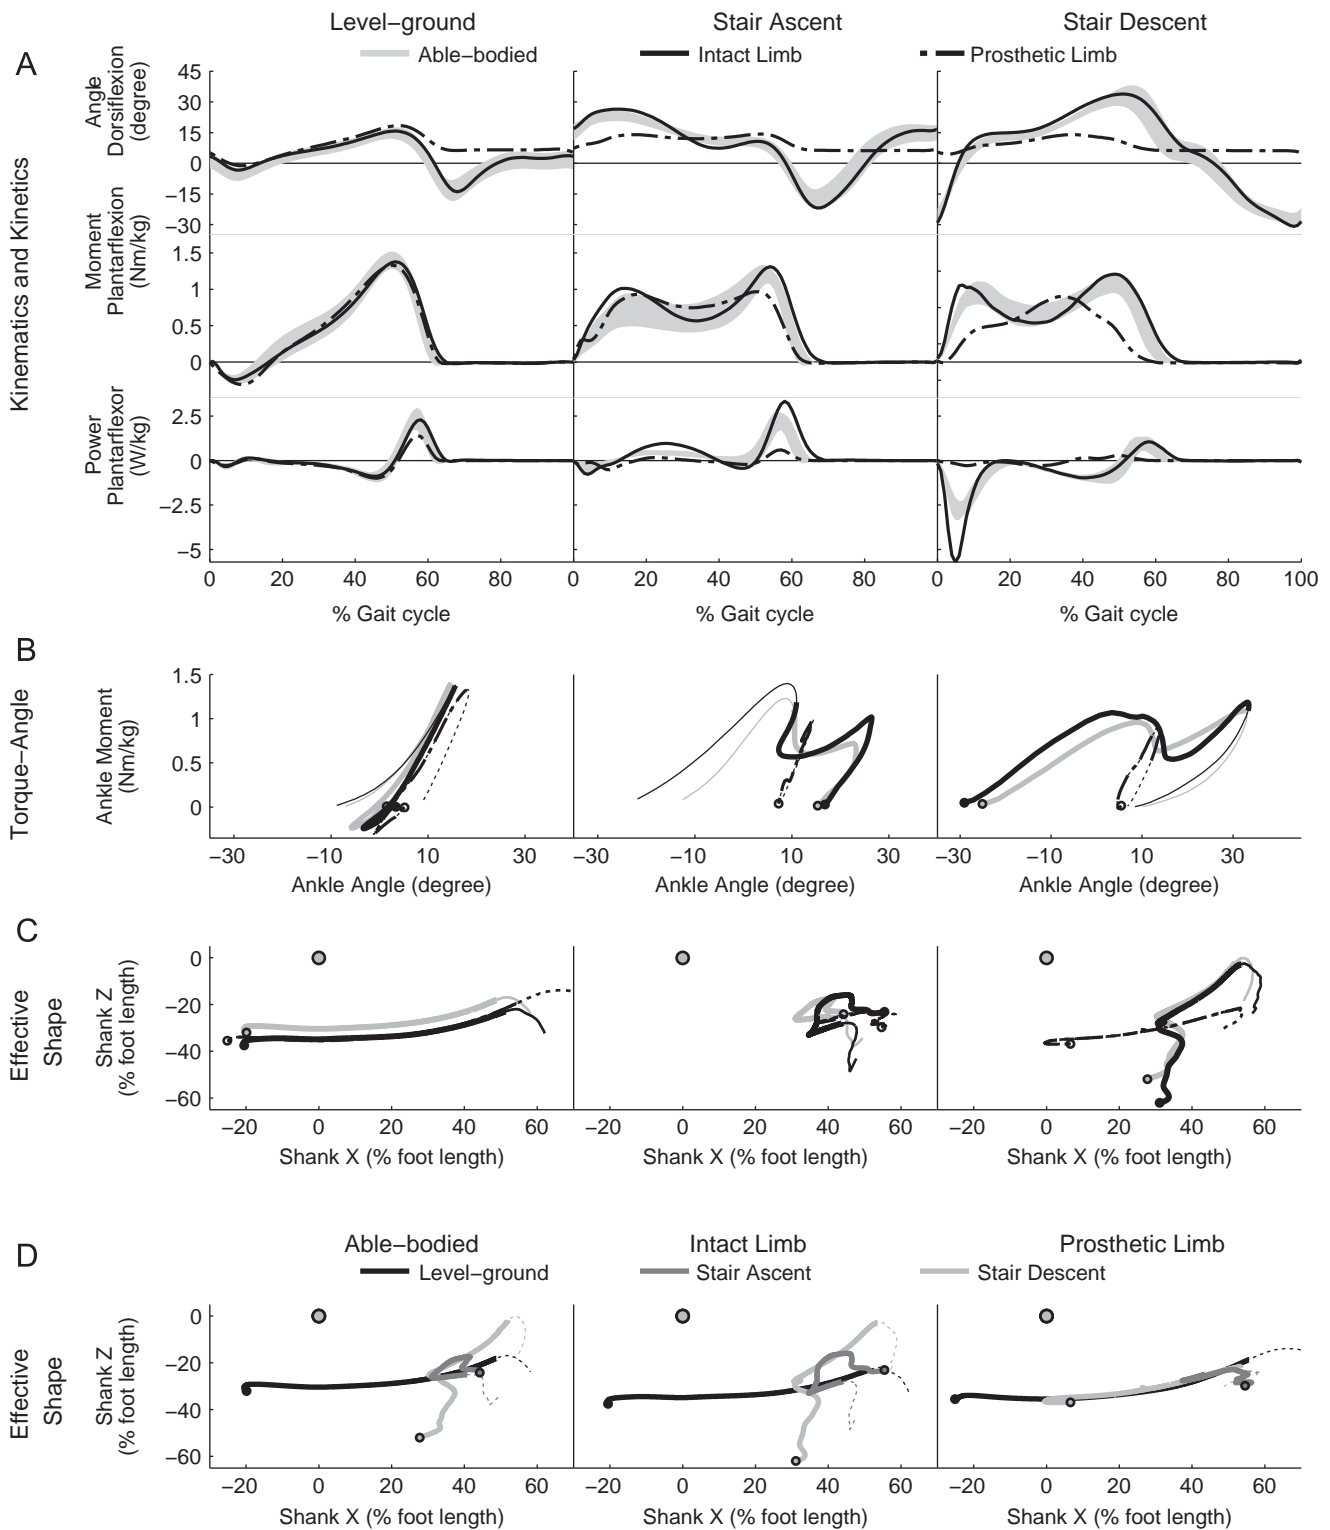 Level−ground Stair Ascent Stair Descent
Able−bodied Intact Limb Prosthetic Limb
A
Kinematics and Kinetics
Angle
Dorsiflexion
(degree)
45
30
15
0
−15
−30
Moment
Plantarflexion
(Nm/kg)
1.5
1
0.5
0
Power
Plantarflexor
(W/kg)
2.5
0
−2.5
−5
0 20 40 60 80 0 20 40 60 80 0 20 40 60 80 100
% Gait cycle % Gait cycle % Gait cycle
B
Torque−Angle
Ankle Moment
(Nm/kg)
1.5
1
0.5
0
−30 −10 10 30 −30 −10 10 30 −30 −10 10 30
Ankle Angle (degree) Ankle Angle (degree) Ankle Angle (degree)
C
Effective
Shape
Shank Z
(% foot length)
0
−20
−40
−60
−20 0 20 40 60 −20 0 20 40 60 −20 0 20 40 60
Shank X (% foot length) Shank X (% foot length) Shank X (% foot length)
D
Able−bodied Intact Limb Prosthetic Limb
Level−ground Stair Ascent Stair Descent
Effective
Shape
Shank Z
(% foot length)
0
−20
−40
−60
−20 0 20 40 60 −20 0 20 40 60 −20 0 20 40 60
Shank X (% foot length) Shank X (% foot length) Shank X (% foot length)